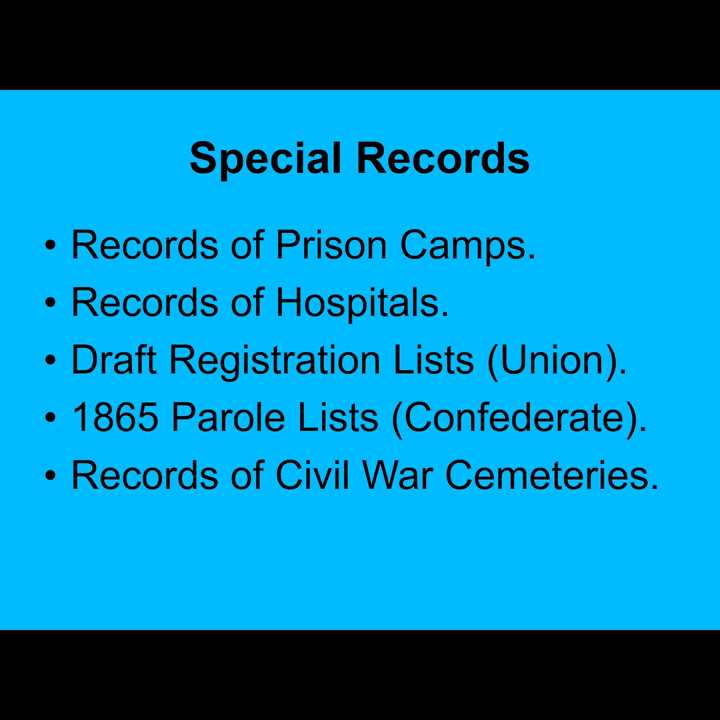 Special Records
• Records of Prison Camps.
• Records of Hospitals.
• Draft Registration Lists (Union).
• 1865 Parole Lists (Confederate).
• Records of Civil War Cemeteries.